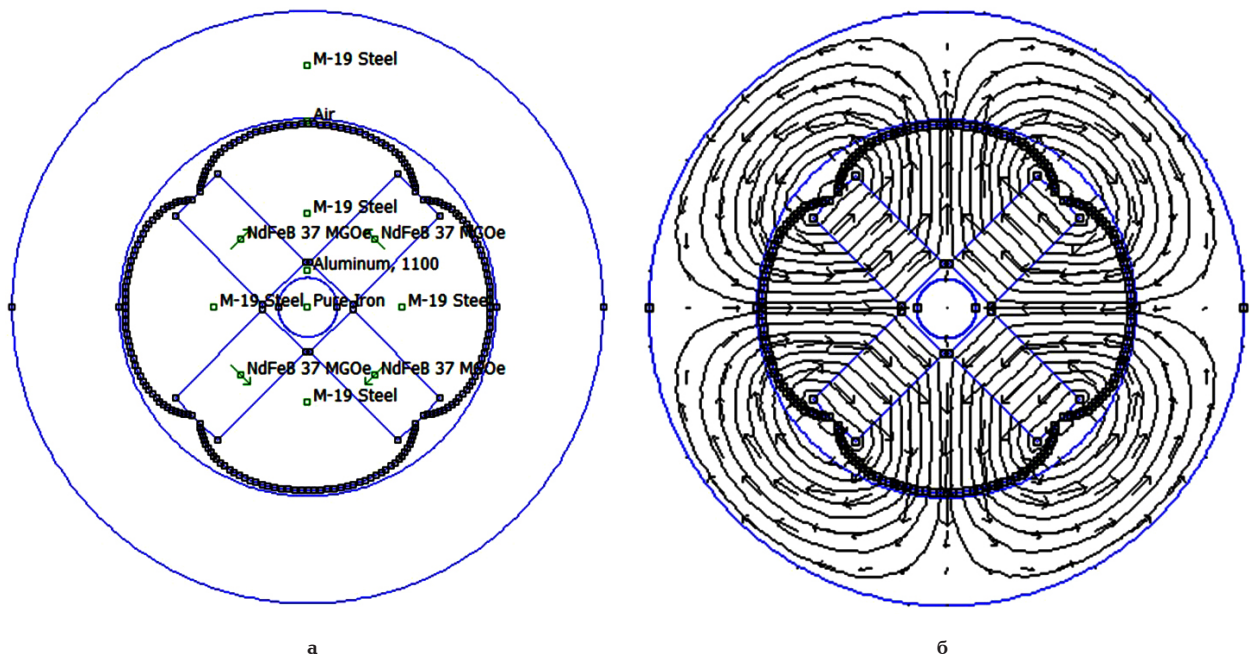 M-19 Steel
Air
M-19 Steel
NdFeB 37 MGOe NdFeB 37 MGOe
Aluminum, 1100
M-19 Steel Pure Iron M-19 Steel
NdFeB 37 MGOe NdFeB 37 MGOe
M-19 Steel
а б